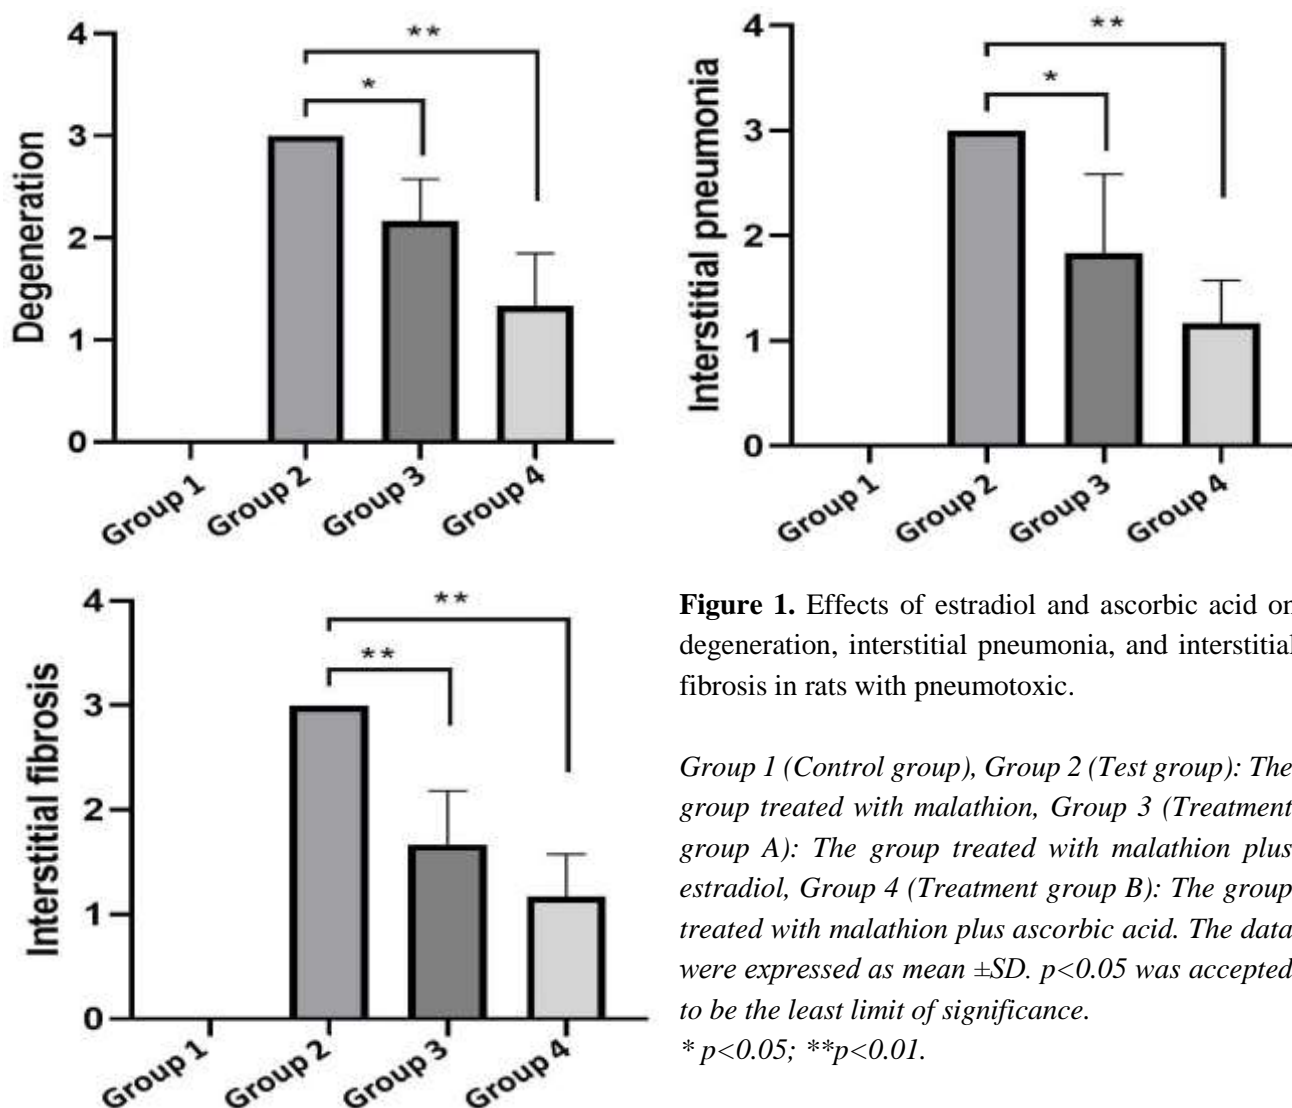 4
3
2
1
0
Degeneration
**
*
Group 1
Group 2
Group 3
Group 4
4
3
2
1
0
Interstitial pneumonia
**
*
Group 1
Group 2
Group 3
Group 4
4
3
2
1
0
Interstitial fibrosis
**
**
Group 1
Group 2
Group 3
Group 4
Figure 1. Effects of estradiol and ascorbic acid on
degeneration, interstitial pneumonia, and interstitial
fibrosis in rats with pneumotoxic.
Group 1 (Control group), Group 2 (Test group): The
group treated with malathion, Group 3 (Treatment
group A): The group treated with malathion plus
estradiol, Group 4 (Treatment group B): The group
treated with malathion plus ascorbic acid. The data
were expressed as mean ±SD. p<0.05 was accepted
to be the least limit of significance.
* p<0.05; **p<0.01.